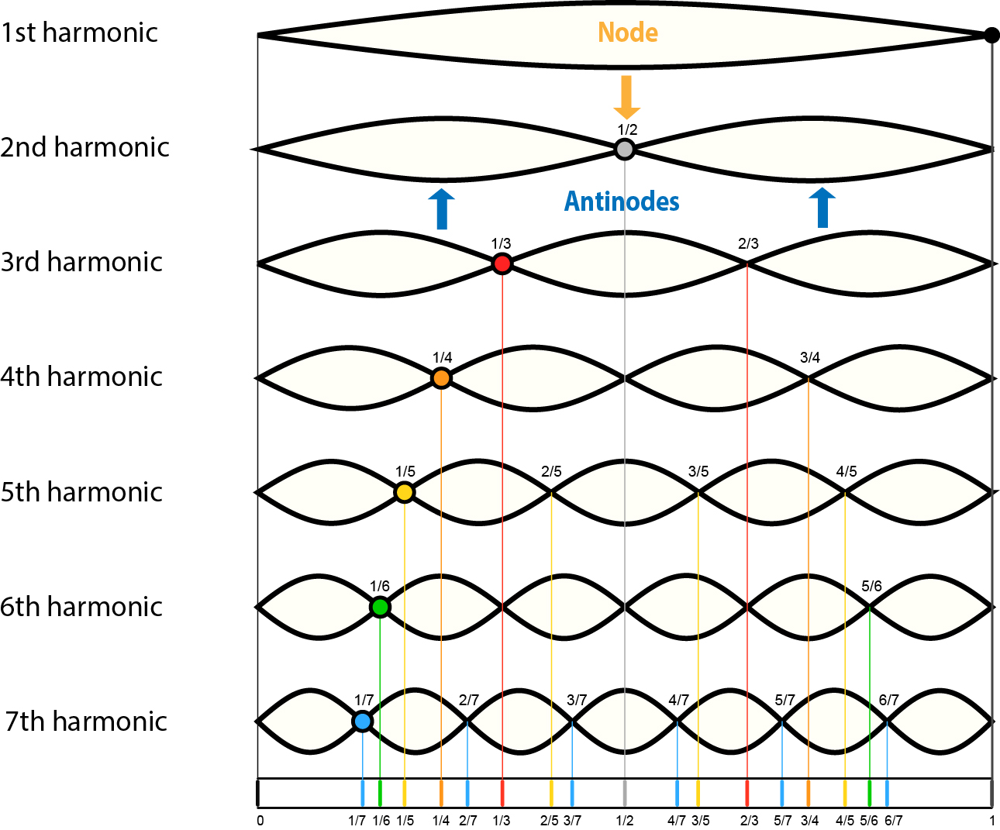 1st harmonic
Node
2nd harmonic
1/2
Antinodes
3rd harmonic
1/3 2/3
4th harmonic
1/4 3/4
5th harmonic
1/5 2/5 3/5 4/5
6th harmonic
1/6 5/6
7th harmonic
1/7 2/7 3/7 4/7 5/7 6/7
0 1/7 1/6 1/5 1/4 2/7 1/3 2/5 3/7 1/2 4/7 3/5 2/3 5/7 3/4 4/5 5/6 6/7 1